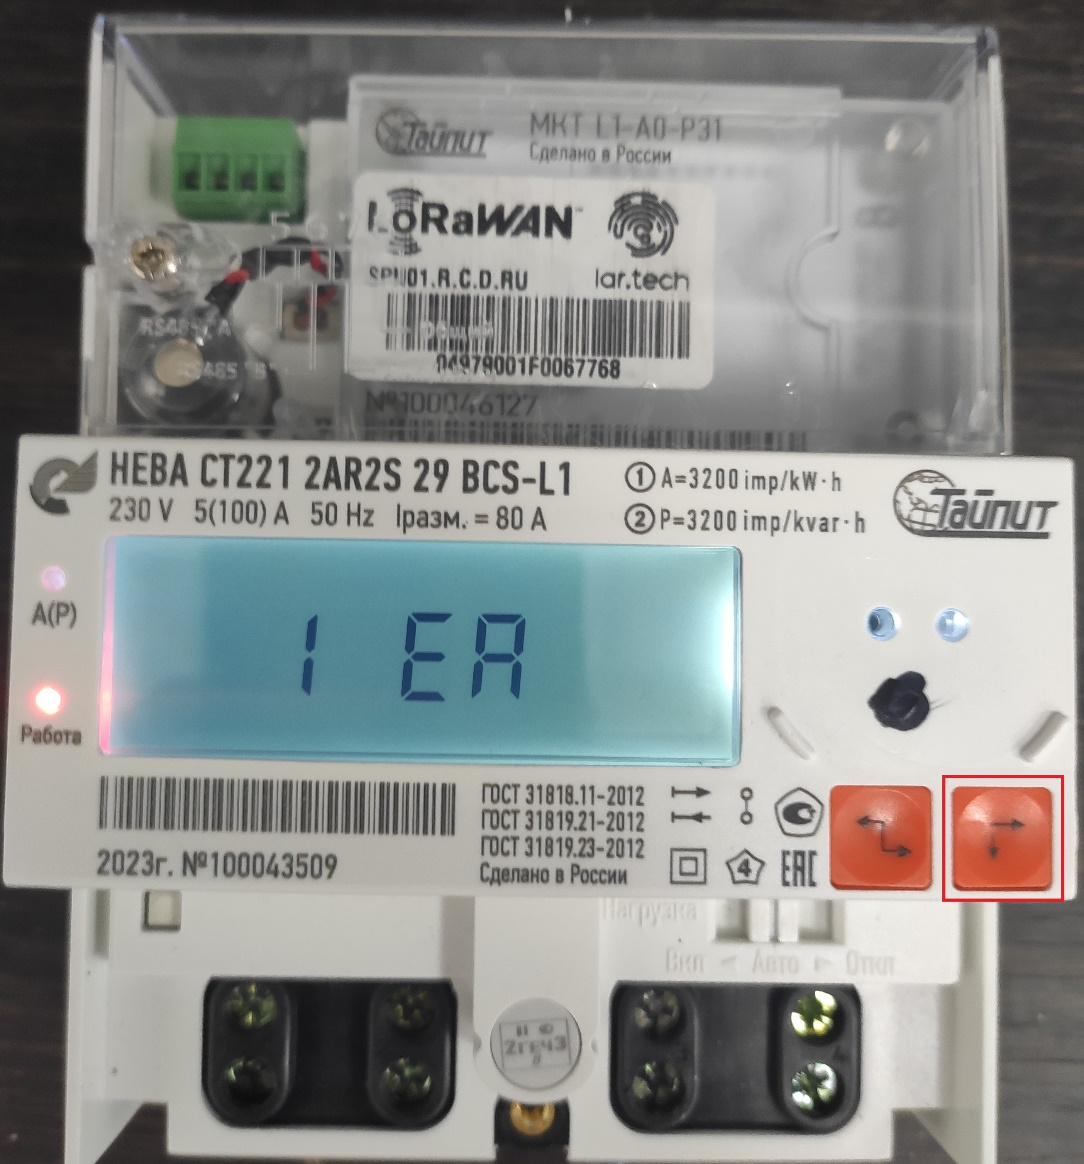 Тайпит
МКТ L1-A0-P31
Сделано в России
LoRaWAN
.R.C.D.RU
lar.tech
04979001F0067768
RS485 "A"
RS485 "B"
№100046127
НЕВА СТ221 2AR2S 29 BCS-L1
230 V 5(100) A 50 Hz Iразм. = 80 A
1 A=3200 imp/kW·h
2 P=3200 imp/kvar·h
Тайпит
A(P)
Работа
1 EA
2023г. №100043509
ГОСТ 31818.11-2012
ГОСТ 31819.21-2012
ГОСТ 31819.23-2012
Сделано в России
4
ЕАС
Нагрузка
Вкл Авто Откл